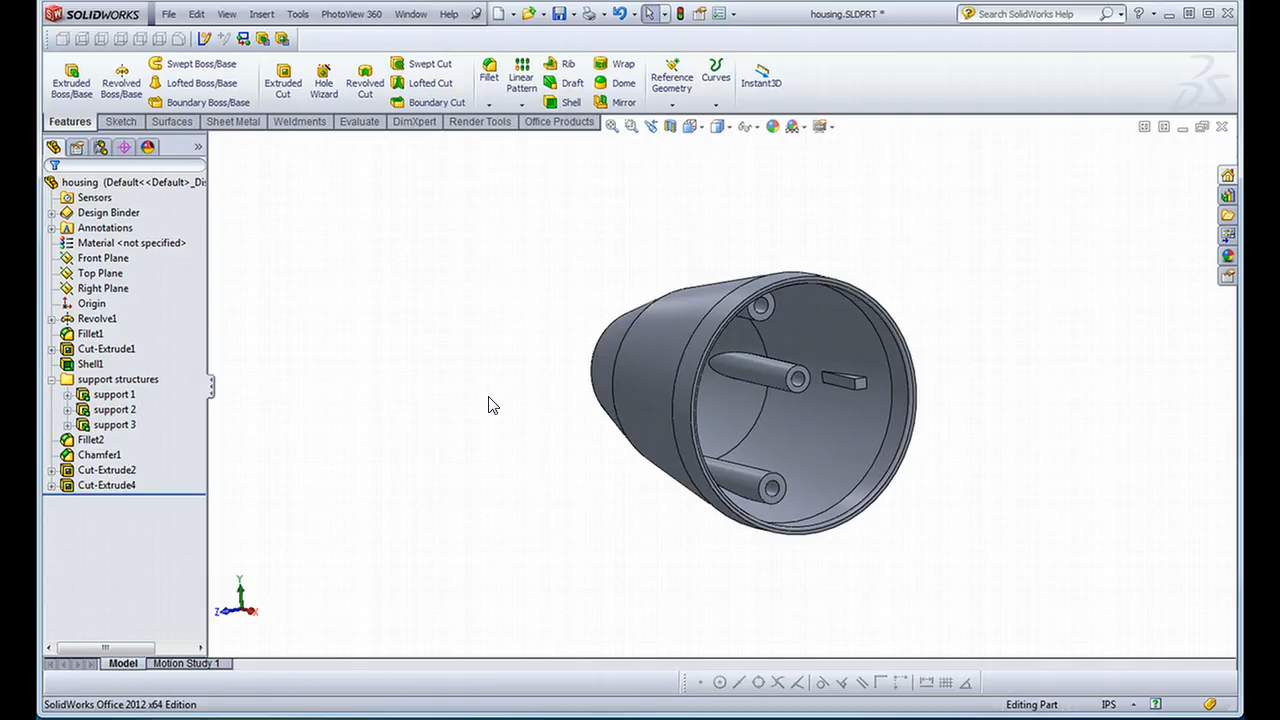 SOLIDWORKS File Edit View Insert Tools PhotoView 360 Window Help housing.SLDPRT * Search SolidWorks Help
Extruded Boss/Base
Revolved Boss/Base
Swept Boss/Base
Lofted Boss/Base
Boundary Boss/Base
Extruded Cut
Hole Wizard
Revolved Cut
Swept Cut
Lofted Cut
Boundary Cut
Fillet
Linear Pattern
Rib
Draft
Shell
Wrap
Dome
Mirror
Reference Geometry
Curves
Instant3D
Features Sketch Surfaces Sheet Metal Weldments Evaluate DimXpert Render Tools Office Products
housing (Default<<Default>_Di
Sensors
Design Binder
Annotations
Material <not specified>
Front Plane
Top Plane
Right Plane
Origin
Revolve1
Fillet1
Cut-Extrude1
Shell1
support structures
support 1
support 2
support 3
Fillet2
Chamfer1
Cut-Extrude2
Cut-Extrude4
Y
Z X
Model Motion Study 1
SolidWorks Office 2012 x64 Edition Editing Part IPS